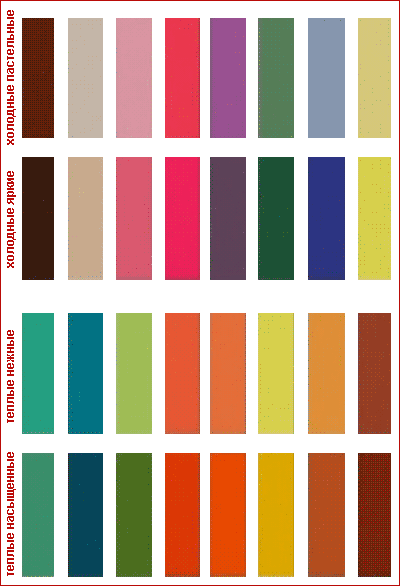 холодные пастельные
холодные яркие
теплые нежные
теплые насыщенные